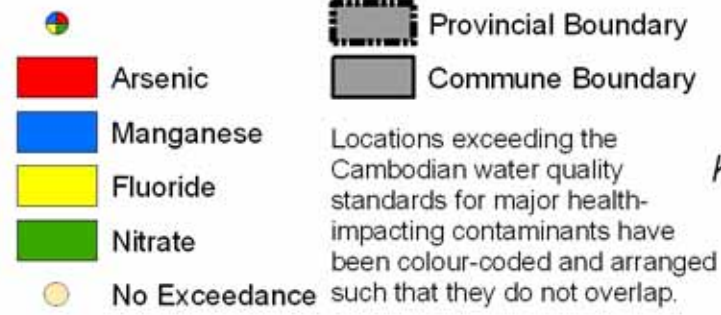 Provincial Boundary
Arsenic
Commune Boundary
Manganese
Fluoride
Nitrate
No Exceedance
Locations exceeding the
Cambodian water quality
standards for major health-
impacting contaminants have
been colour-coded and arranged
such that they do not overlap.